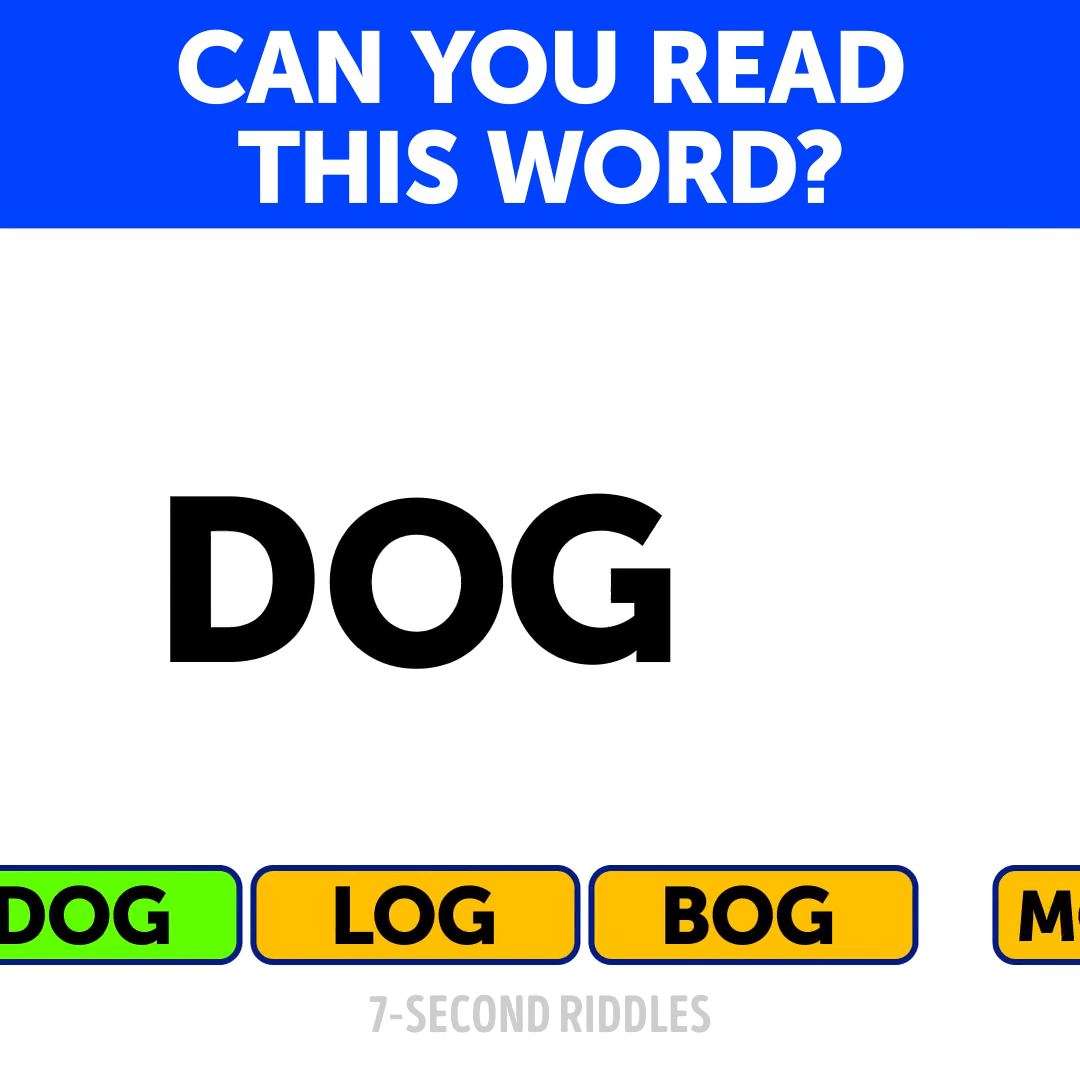 CAN YOU READ
THIS WORD?
DOG
DOG LOG BOG
7-SECOND RIDDLES